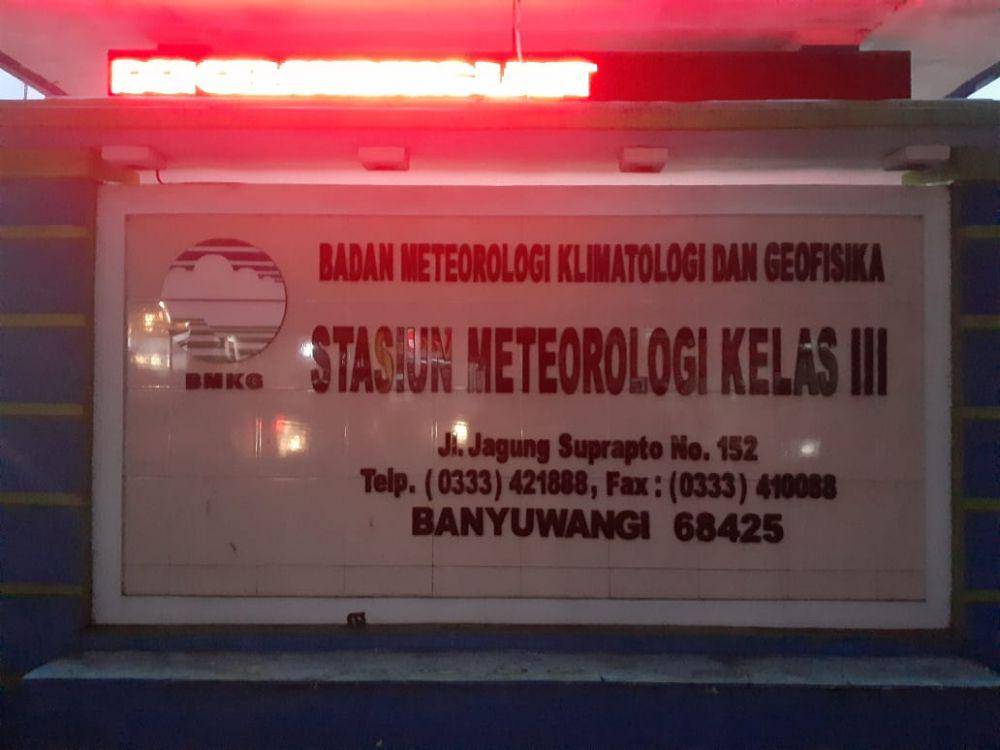 BADAN METEOROLOGI KLIMATOLOGI DAN GEOFISIKA
STASIUN METEOROLOGI KELAS III
BMKG
Jl. Jagung Suprapto No. 152
Telp. (0333) 421888, Fax : (0333) 410088
BANYUWANGI 68425